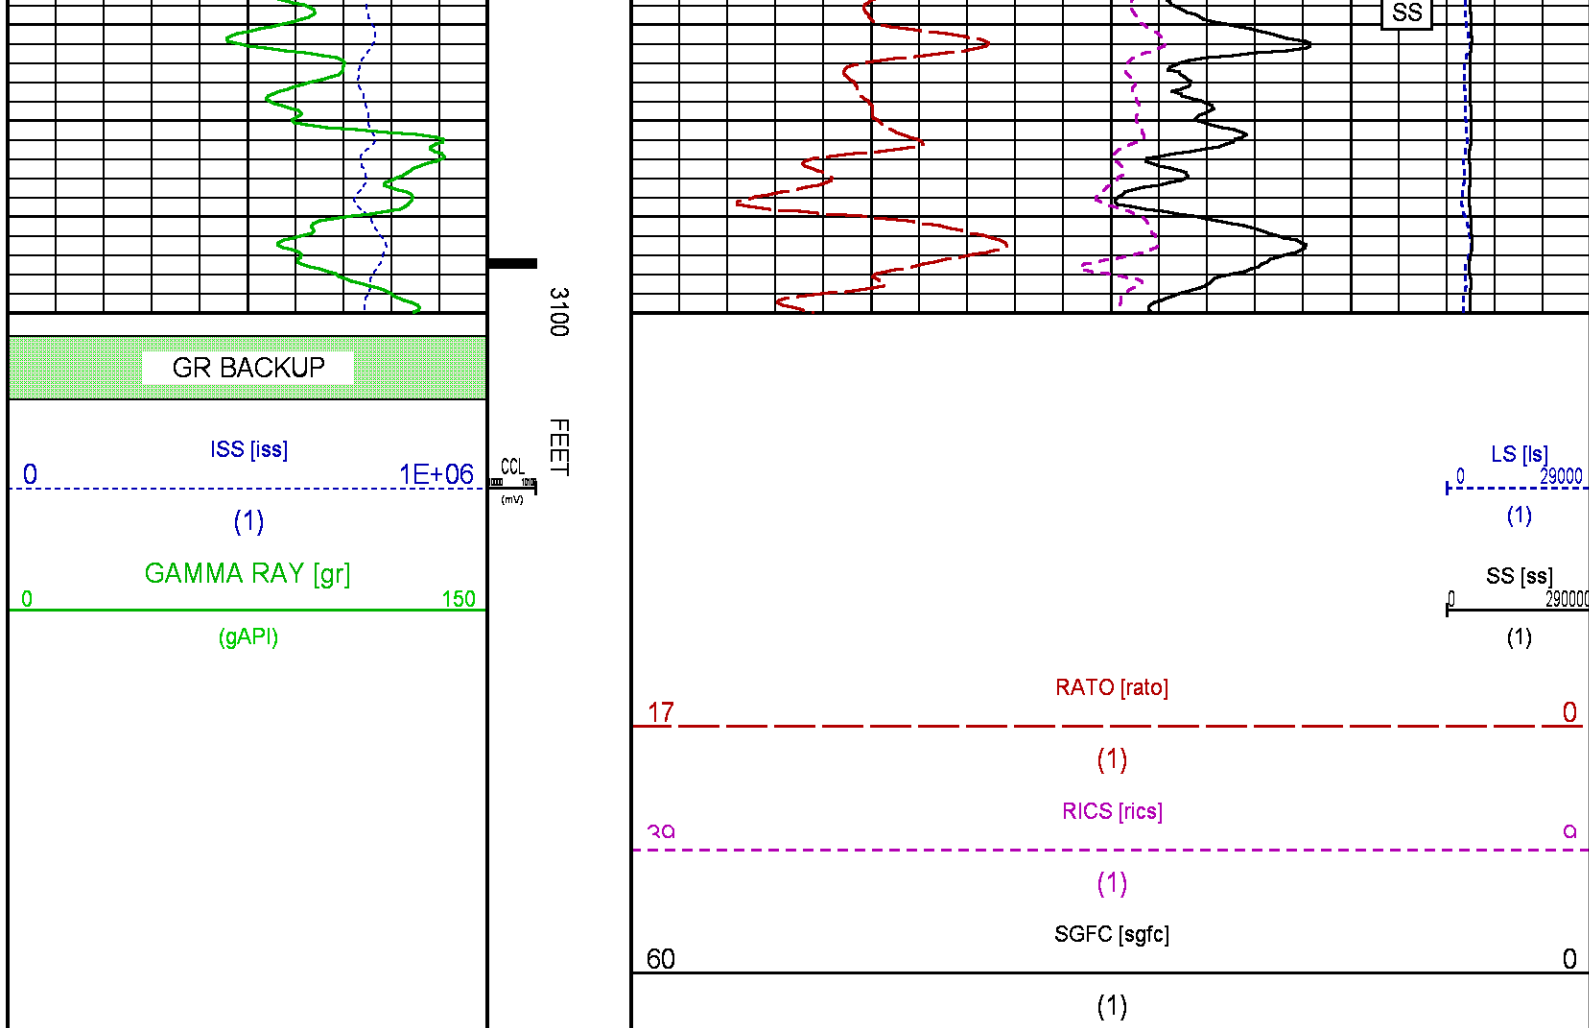 SS
3100
GR BACKUP
FEET
ISS [iss]
0 1E+06
(1)
CCL
(mV)
LS [ls]
0 29000
(1)
GAMMA RAY [gr]
0 150
(gAPI)
SS [ss]
0 290000
(1)
RATO [rato]
17 0
(1)
RICS [rics]
39 9
(1)
SGFC [sgfc]
60 0
(1)